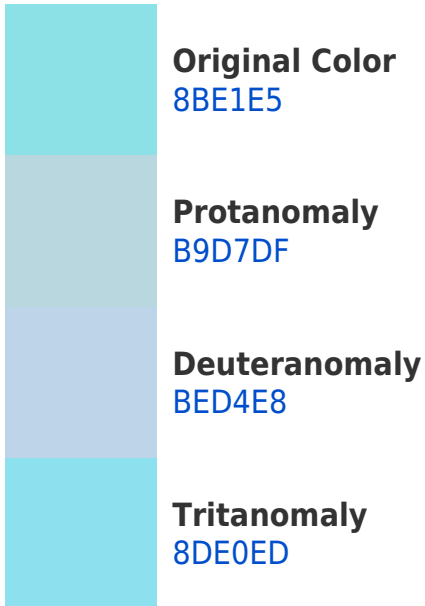 Original Color
8BE1E5
Protanomaly
B9D7DF
Deuteranomaly
BED4E8
Tritanomaly
8DE0ED